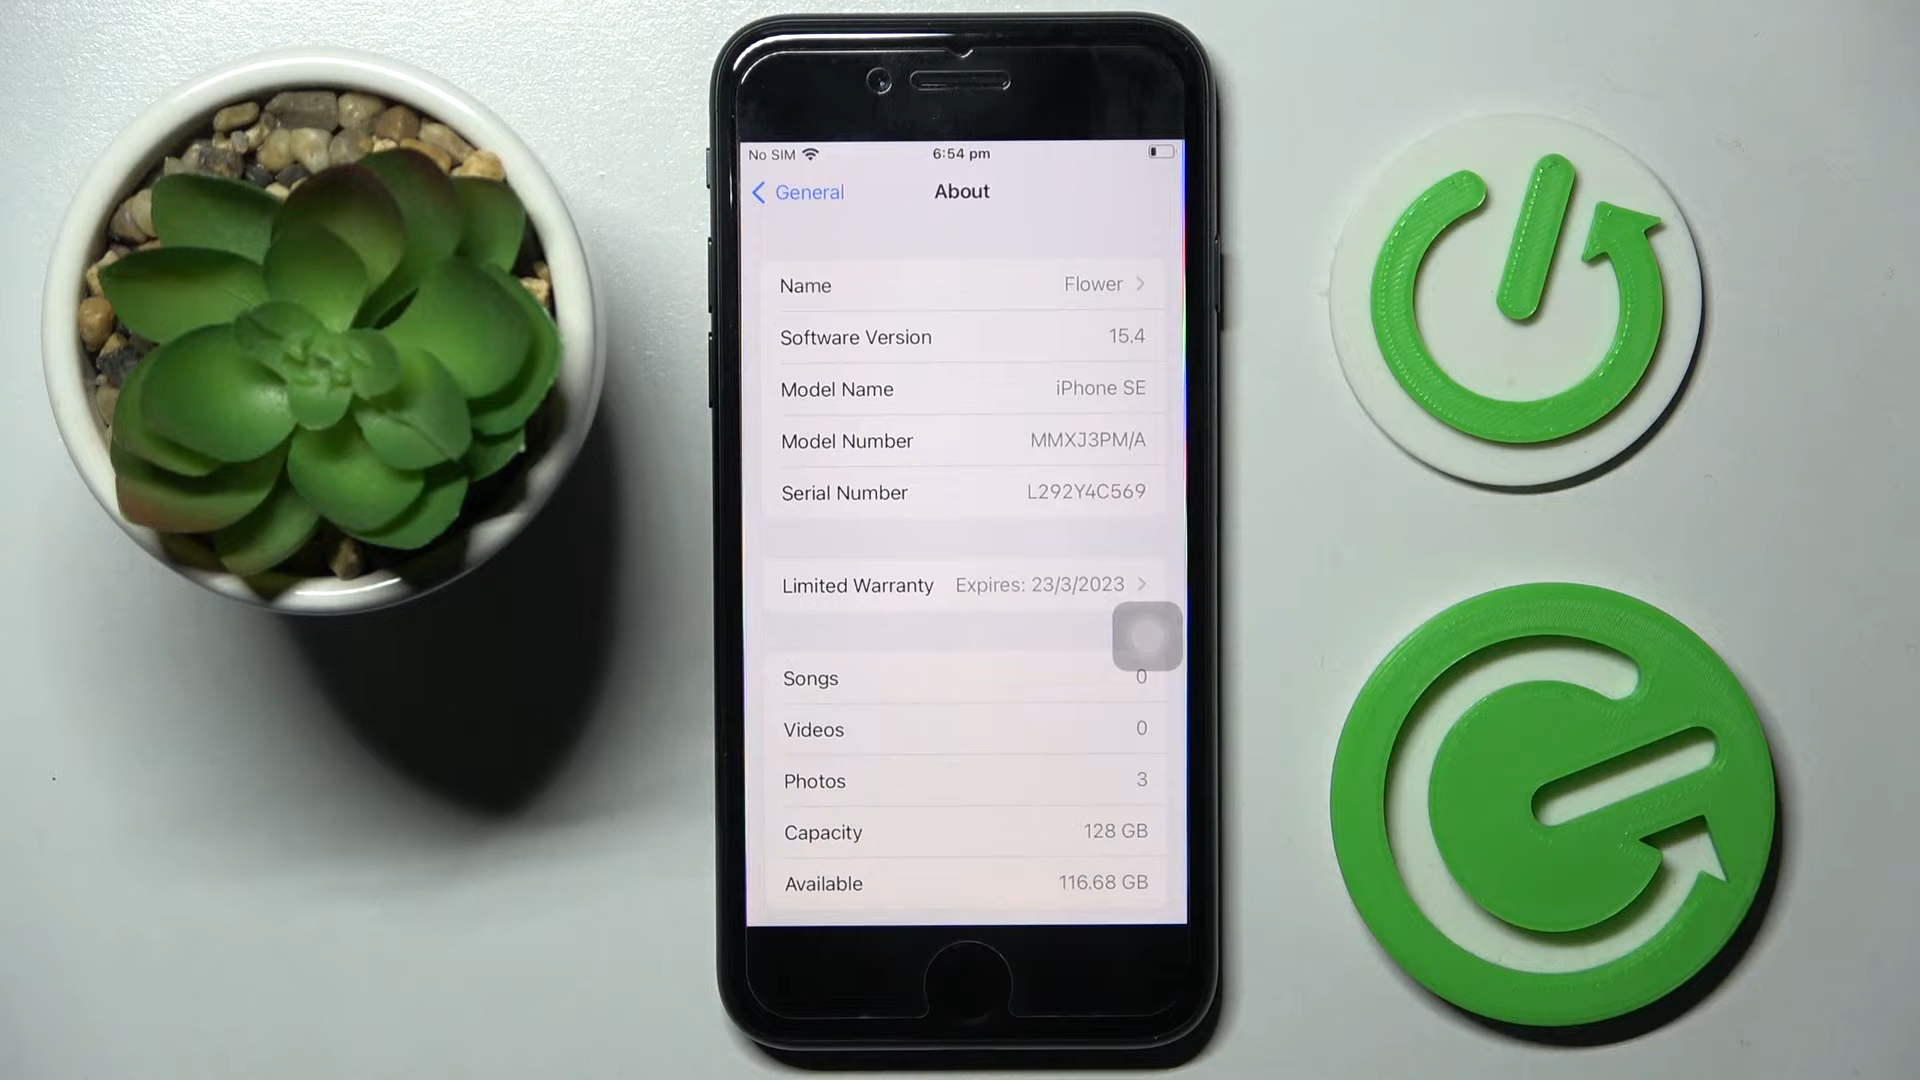 No SIM 6:54 pm
General About
Name Flower
Software Version 15.4
Model Name iPhone SE
Model Number MMXJ3PM/A
Serial Number L292Y4C569
Limited Warranty Expires: 23/3/2023
Songs 0
Videos 0
Photos 3
Capacity 128 GB
Available 116.68 GB